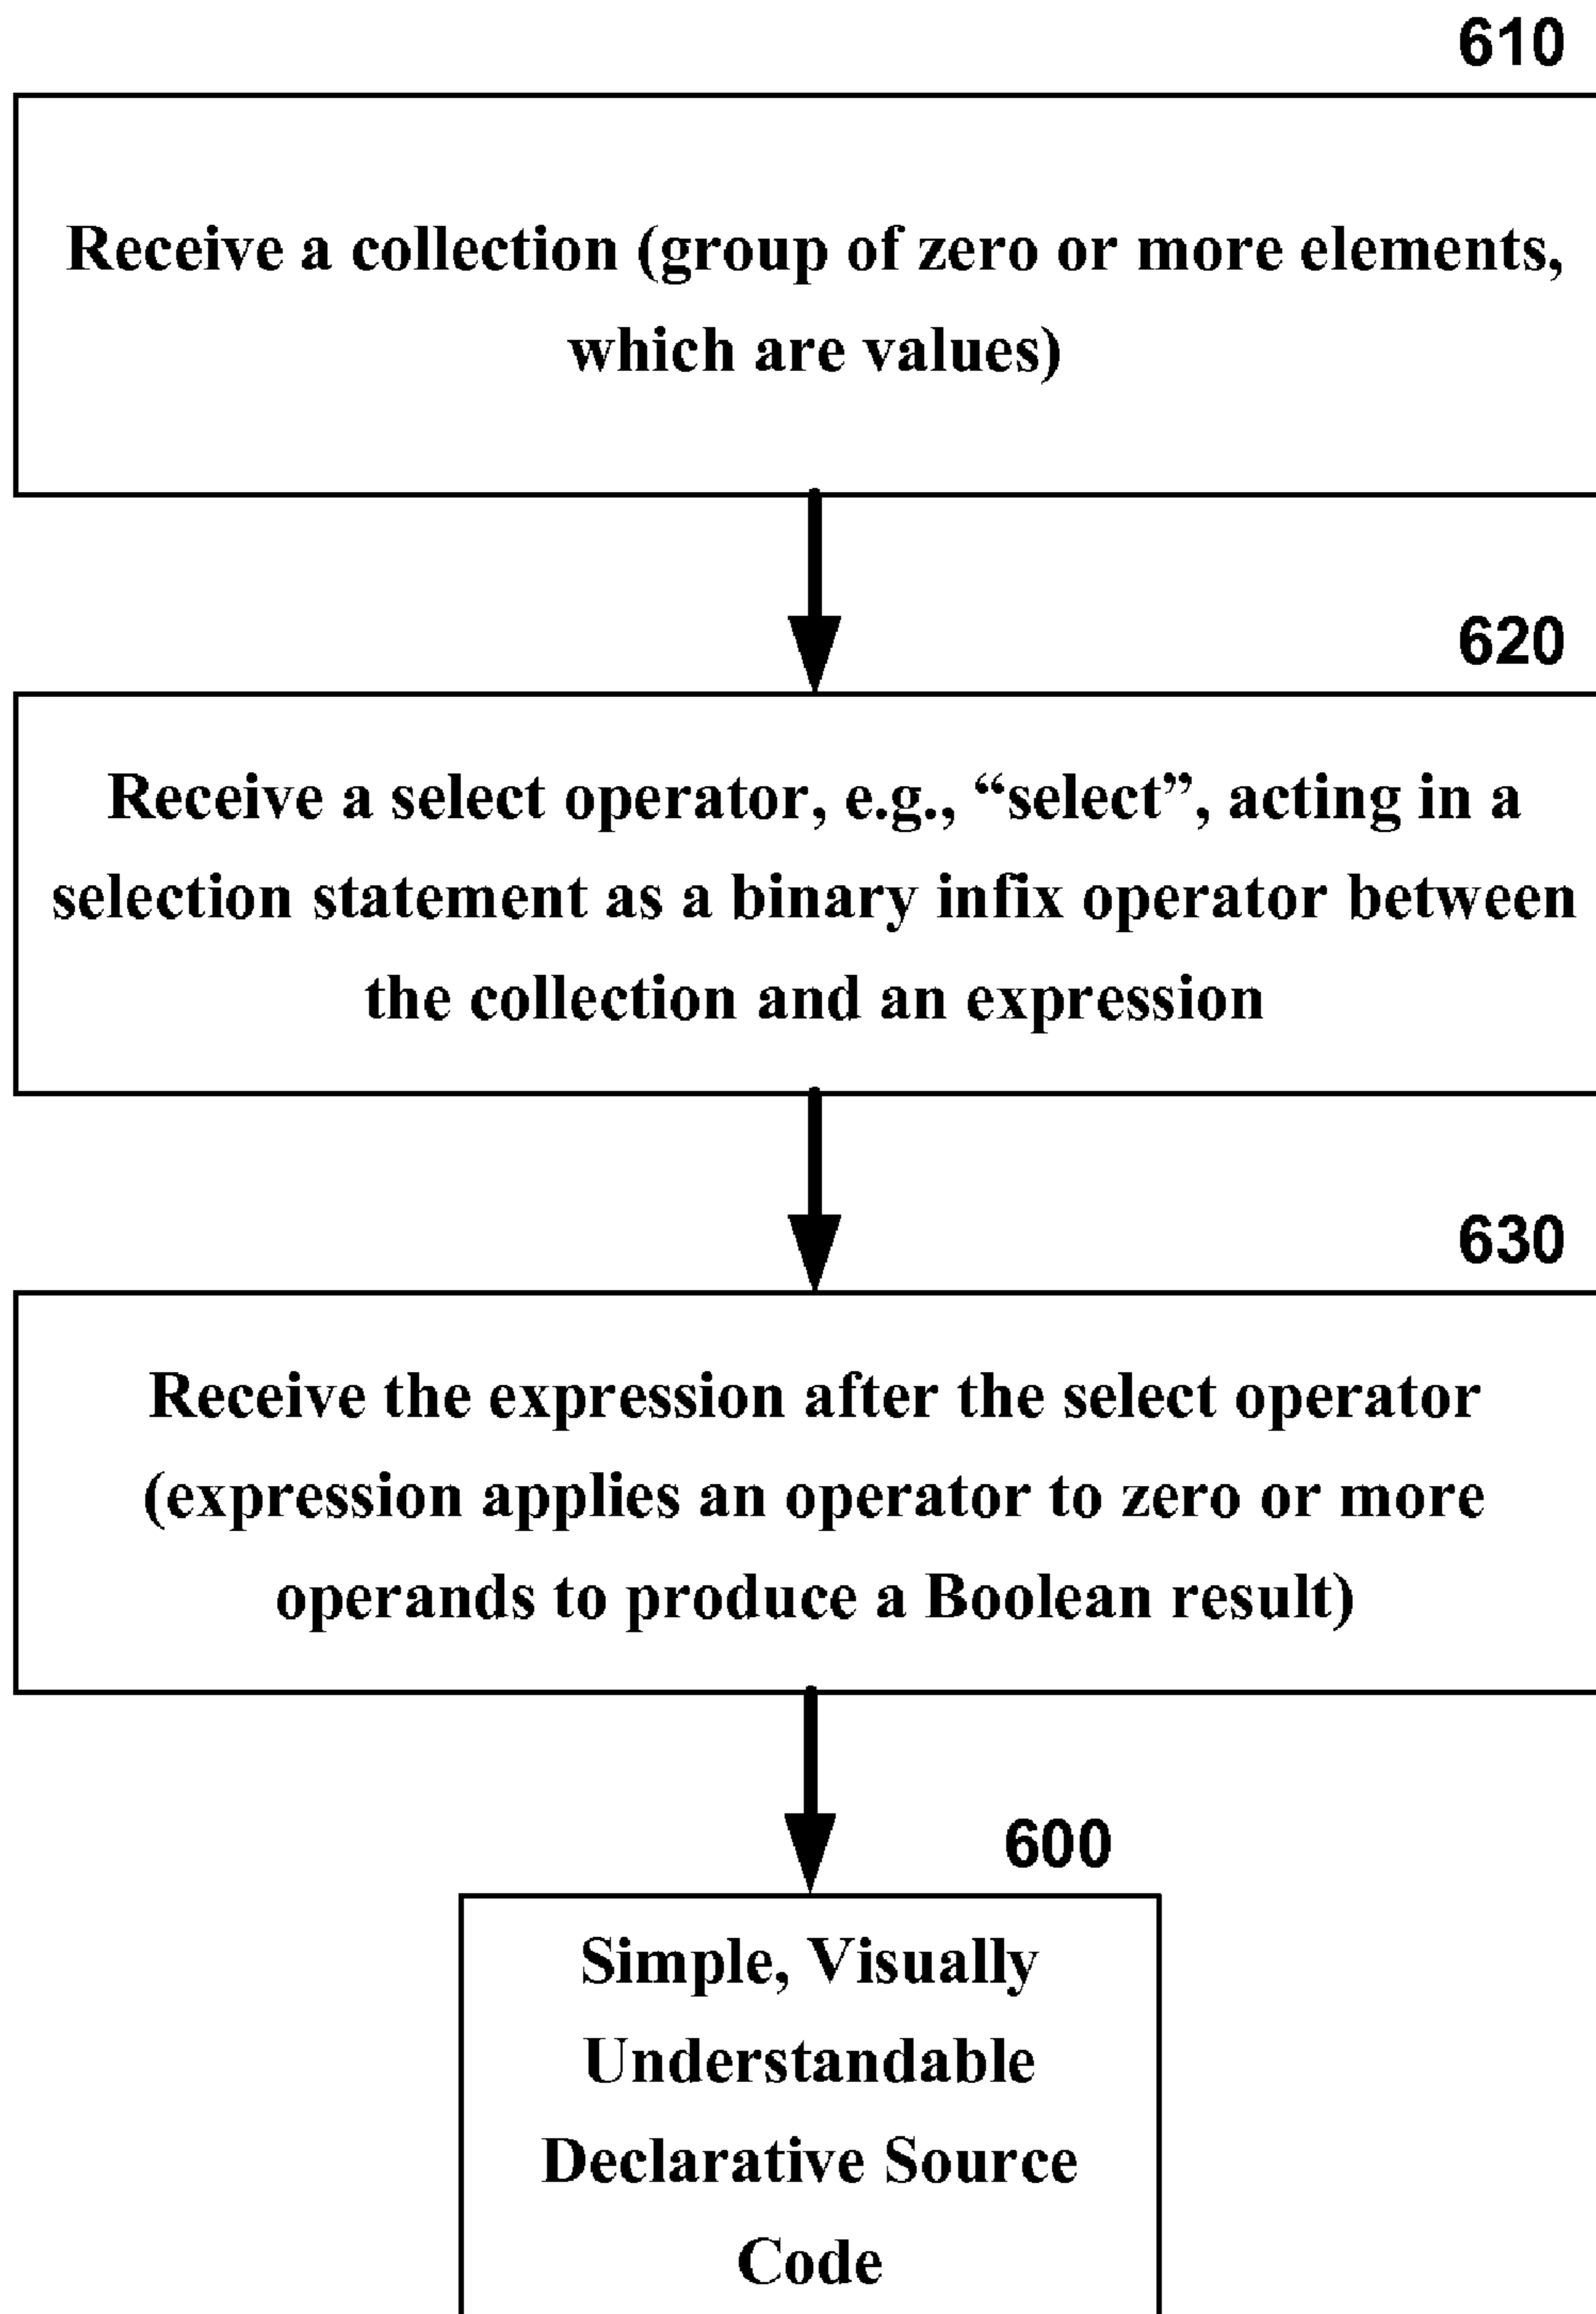 610
Receive a collection (group of zero or more elements,
which are values)
620
Receive a select operator, e.g., “select”, acting in a
selection statement as a binary infix operator between
the collection and an expression
630
Receive the expression after the select operator
(expression applies an operator to zero or more
operands to produce a Boolean result)
600
Simple, Visually
Understandable
Declarative Source
Code